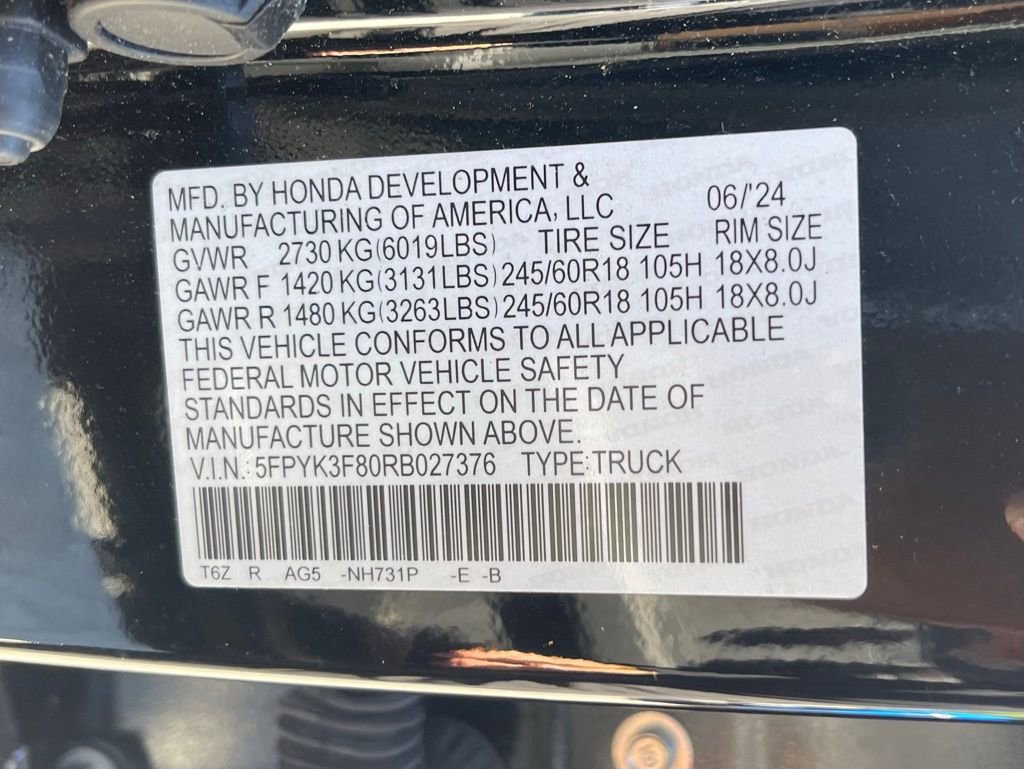 MFD. BY HONDA DEVELOPMENT &
MANUFACTURING OF AMERICA, LLC 06/'24
GVWR 2730 KG(6019LBS) TIRE SIZE RIM SIZE
GAWR F 1420 KG(3131LBS) 245/60R18 105H 18X8.0J
GAWR R 1480 KG(3263LBS) 245/60R18 105H 18X8.0J
THIS VEHICLE CONFORMS TO ALL APPLICABLE
FEDERAL MOTOR VEHICLE SAFETY
STANDARDS IN EFFECT ON THE DATE OF
MANUFACTURE SHOWN ABOVE.
V.I.N.: 5FPYK3F80RB027376 TYPE:TRUCK
T6Z R AG5 -NH731P -E -B